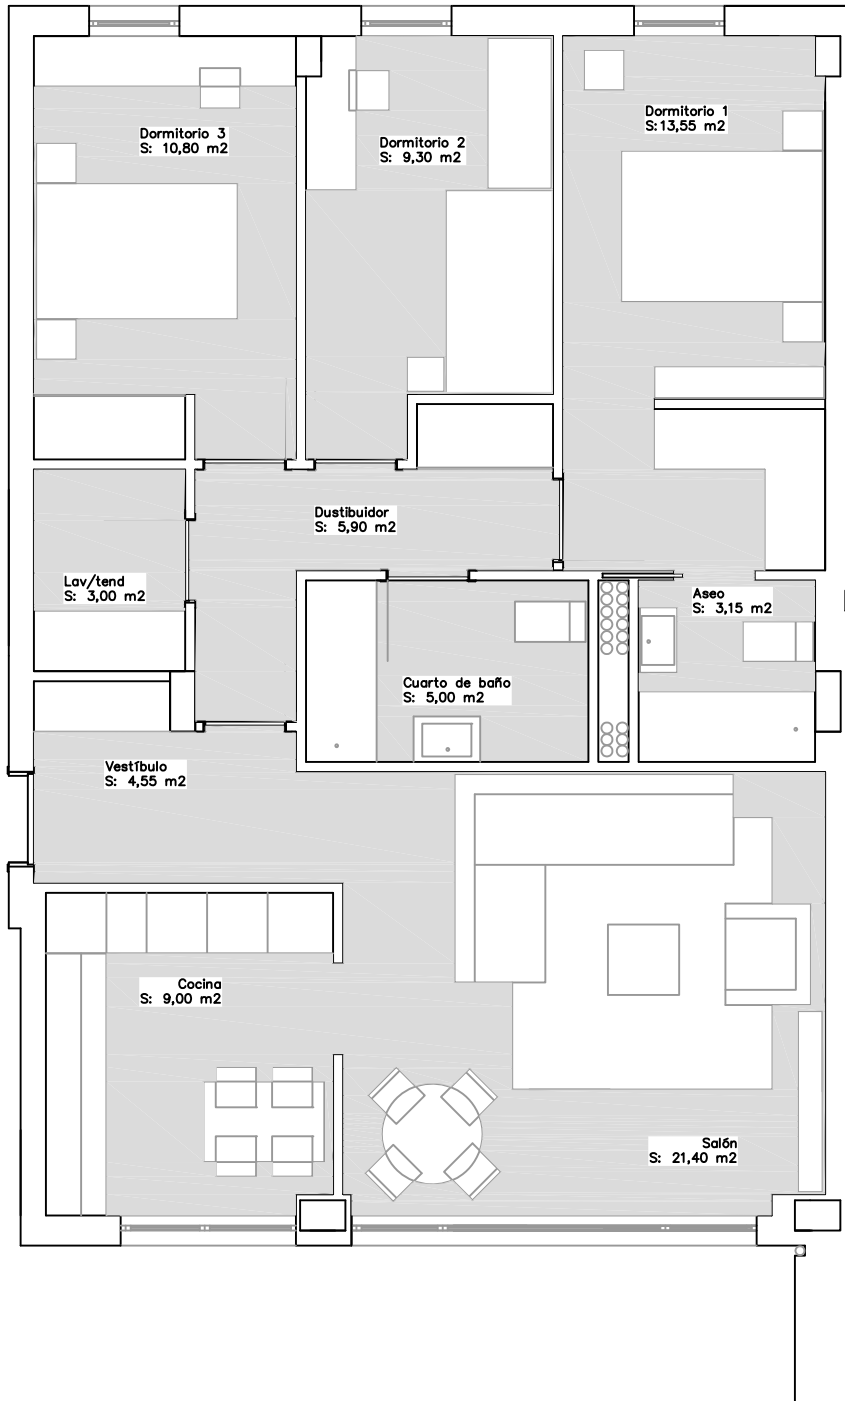 Dormitorio 3
S: 10,80 m2
Dormitorio 2
S: 9,30 m2
Dormitorio 1
S:13,55 m2
Dustibuidor
S: 5,90 m2
Lav/tend
S: 3,00 m2
Aseo
S: 3,15 m2
Cuarto de baño
S: 5,00 m2
Vestíbulo
S: 4,55 m2
Cocina
S: 9,00 m2
Salón
S: 21,40 m2